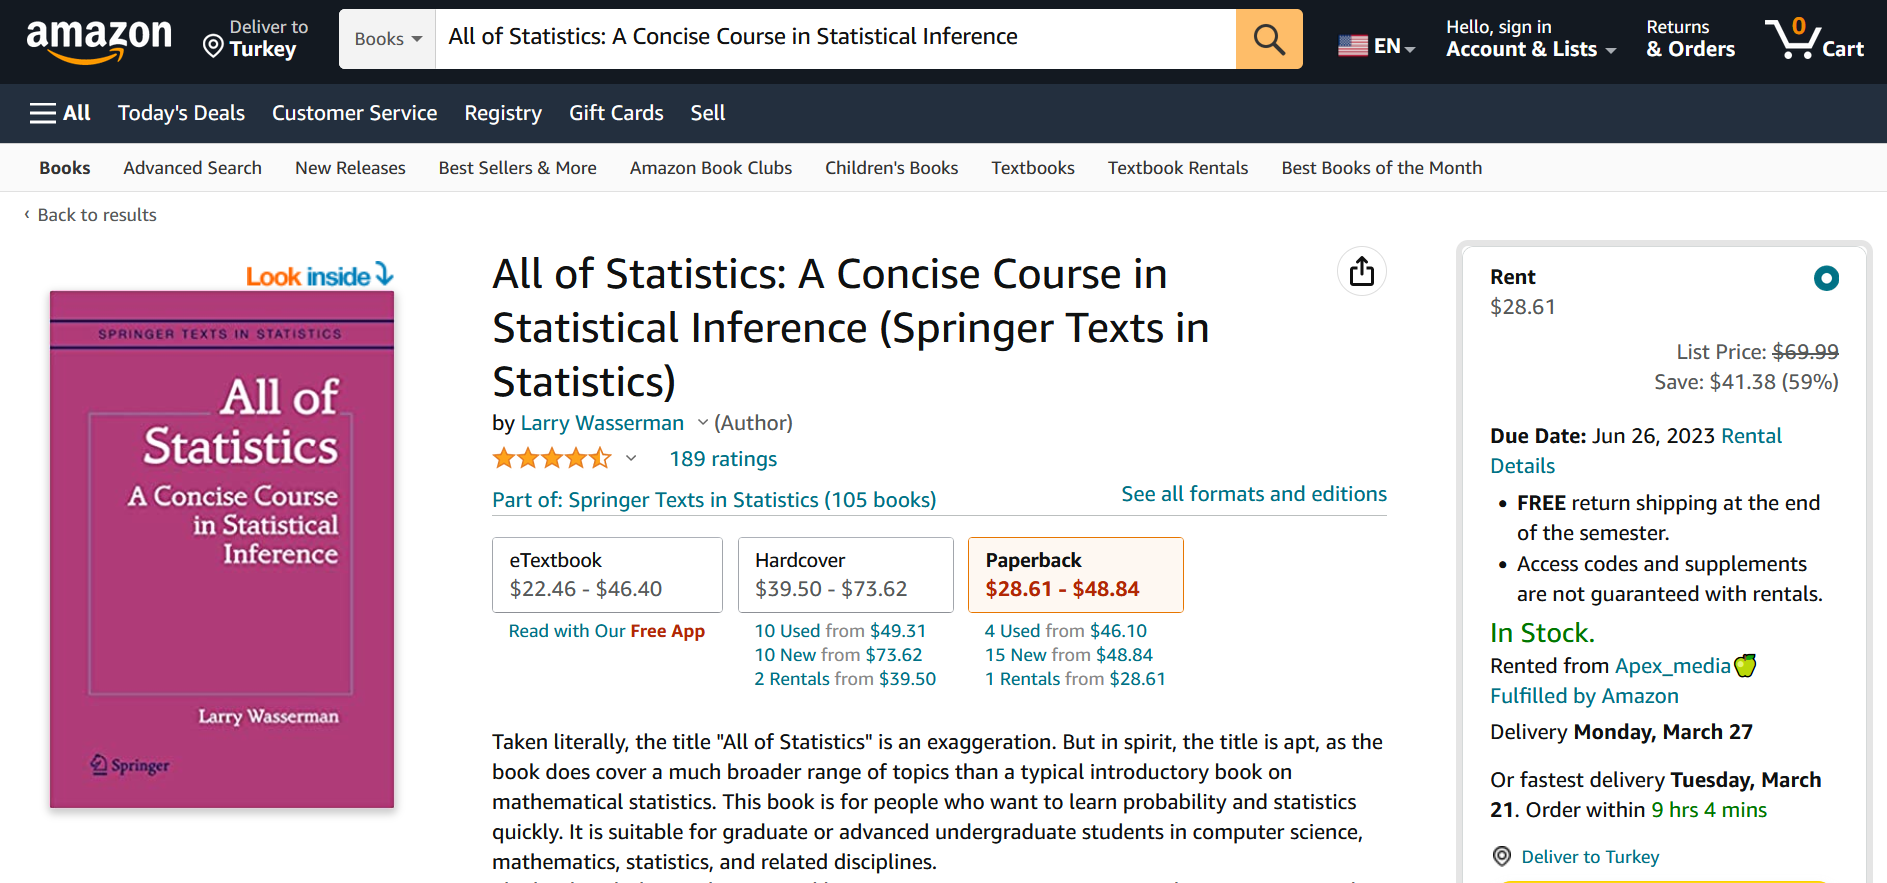 amazon
Deliver to
Turkey
Books
All of Statistics: A Concise Course in Statistical Inference
EN
Hello, sign in
Account & Lists
Returns
& Orders
0
Cart
All
Today's Deals
Customer Service
Registry
Gift Cards
Sell
Books
Advanced Search
New Releases
Best Sellers & More
Amazon Book Clubs
Children's Books
Textbooks
Textbook Rentals
Best Books of the Month
‹ Back to results
Look inside
SPRINGER TEXTS IN STATISTICS
All of
Statistics
A Concise Course
in Statistical
Inference
Larry Wasserman
Springer
All of Statistics: A Concise Course in
Statistical Inference (Springer Texts in
Statistics)
by Larry Wasserman (Author)
189 ratings
Part of: Springer Texts in Statistics (105 books)
See all formats and editions
eTextbook
$22.46 - $46.40
Read with Our Free App
Hardcover
$39.50 - $73.62
10 Used from $49.31
10 New from $73.62
2 Rentals from $39.50
Paperback
$28.61 - $48.84
4 Used from $46.10
15 New from $48.84
1 Rentals from $28.61
Taken literally, the title "All of Statistics" is an exaggeration. But in spirit, the title is apt, as the
book does cover a much broader range of topics than a typical introductory book on
mathematical statistics. This book is for people who want to learn probability and statistics
quickly. It is suitable for graduate or advanced undergraduate students in computer science,
mathematics, statistics, and related disciplines.
Rent
$28.61
List Price: $69.99
Save: $41.38 (59%)
Due Date: Jun 26, 2023 Rental
Details
• FREE return shipping at the end
of the semester.
• Access codes and supplements
are not guaranteed with rentals.
In Stock.
Rented from Apex_media🍏
Fulfilled by Amazon
Delivery Monday, March 27
Or fastest delivery Tuesday, March
21. Order within 9 hrs 4 mins
Deliver to Turkey